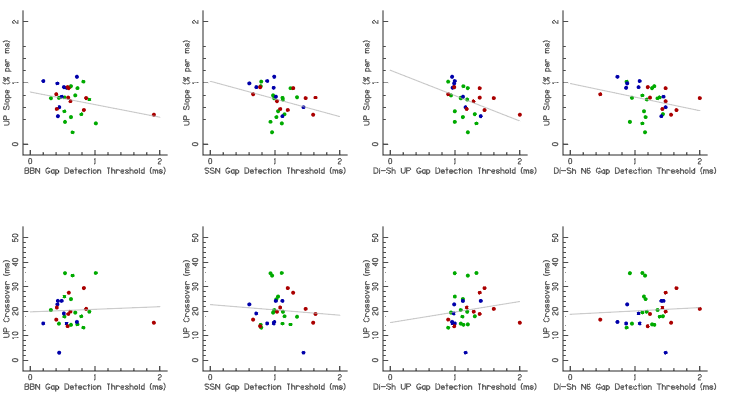 UP Slope (% per ms)
2
1
0
0 1 2
BBN Gap Detection Threshold (ms)
UP Slope (% per ms)
2
1
0
0 1 2
SSN Gap Detection Threshold (ms)
UP Slope (% per ms)
2
1
0
0 1 2
Di-Sh UP Gap Detection Threshold (ms)
UP Slope (% per ms)
2
1
0
0 1 2
Di-Sh N6 Gap Detection Threshold (ms)
UP Crossover (ms)
50
40
30
20
10
0
0 1 2
BBN Gap Detection Threshold (ms)
UP Crossover (ms)
50
40
30
20
10
0
0 1 2
SSN Gap Detection Threshold (ms)
UP Crossover (ms)
50
40
30
20
10
0
0 1 2
Di-Sh UP Gap Detection Threshold (ms)
UP Crossover (ms)
50
40
30
20
10
0
0 1 2
Di-Sh N6 Gap Detection Threshold (ms)